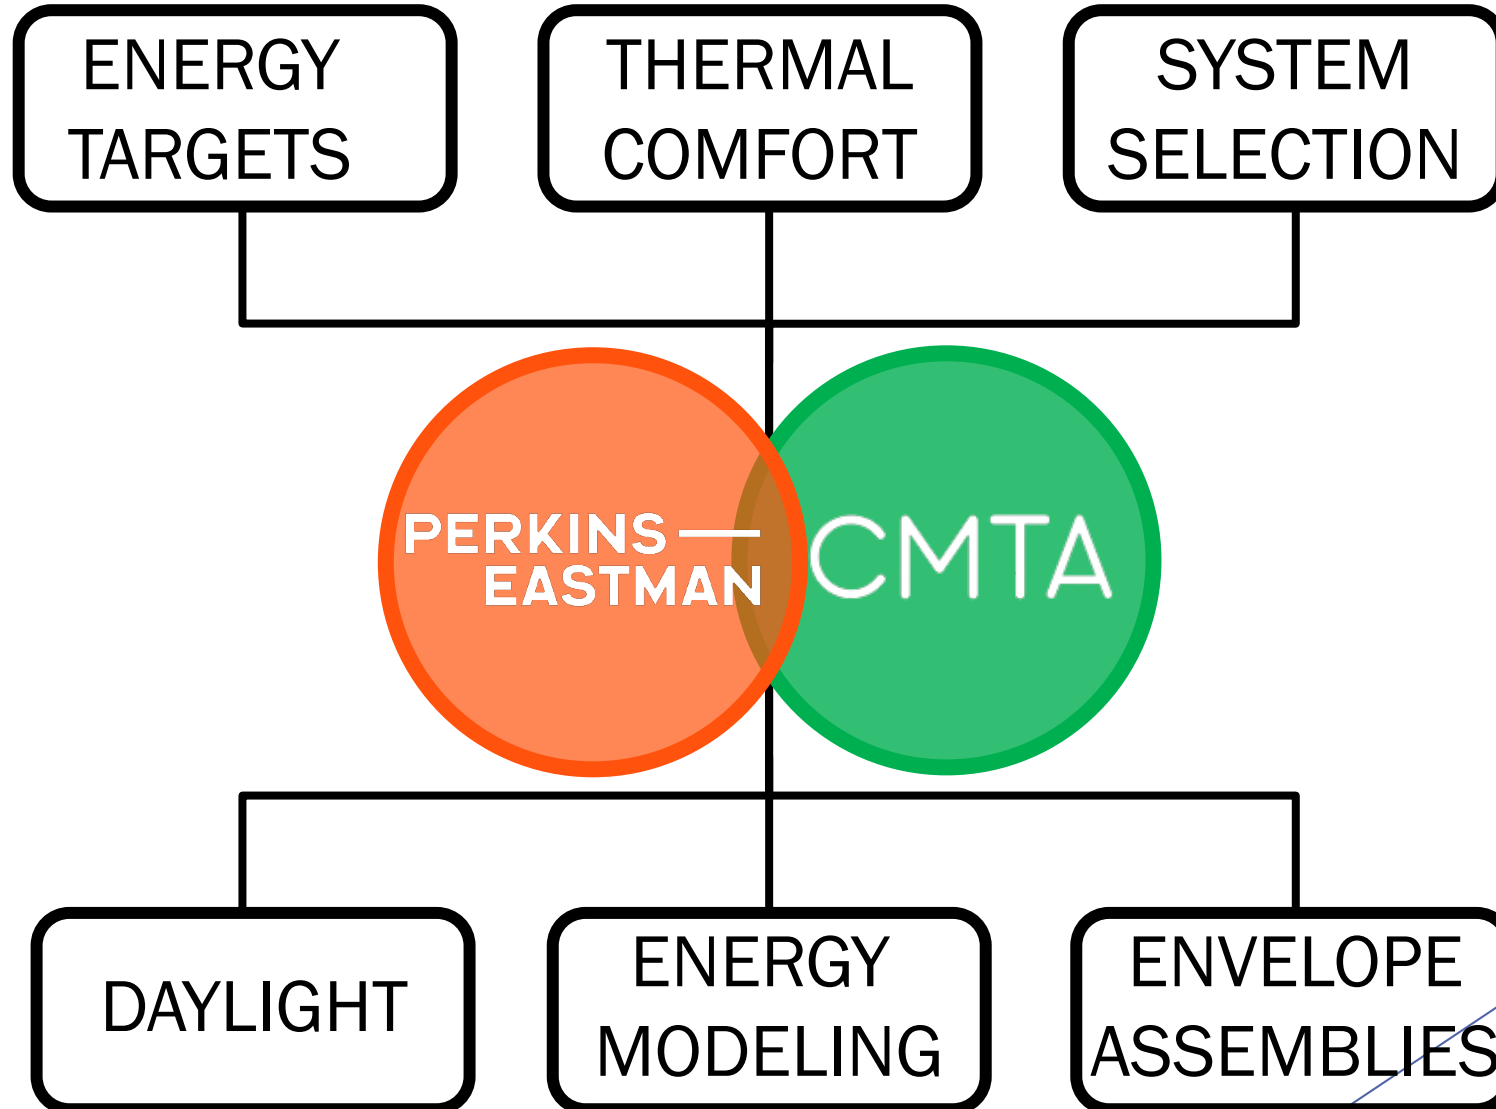 ENERGY
TARGETS
THERMAL
COMFORT
SYSTEM
SELECTION
PERKINS —
EASTMAN
CMTA
DAYLIGHT
ENERGY
MODELING
ENVELOPE
ASSEMBLIES